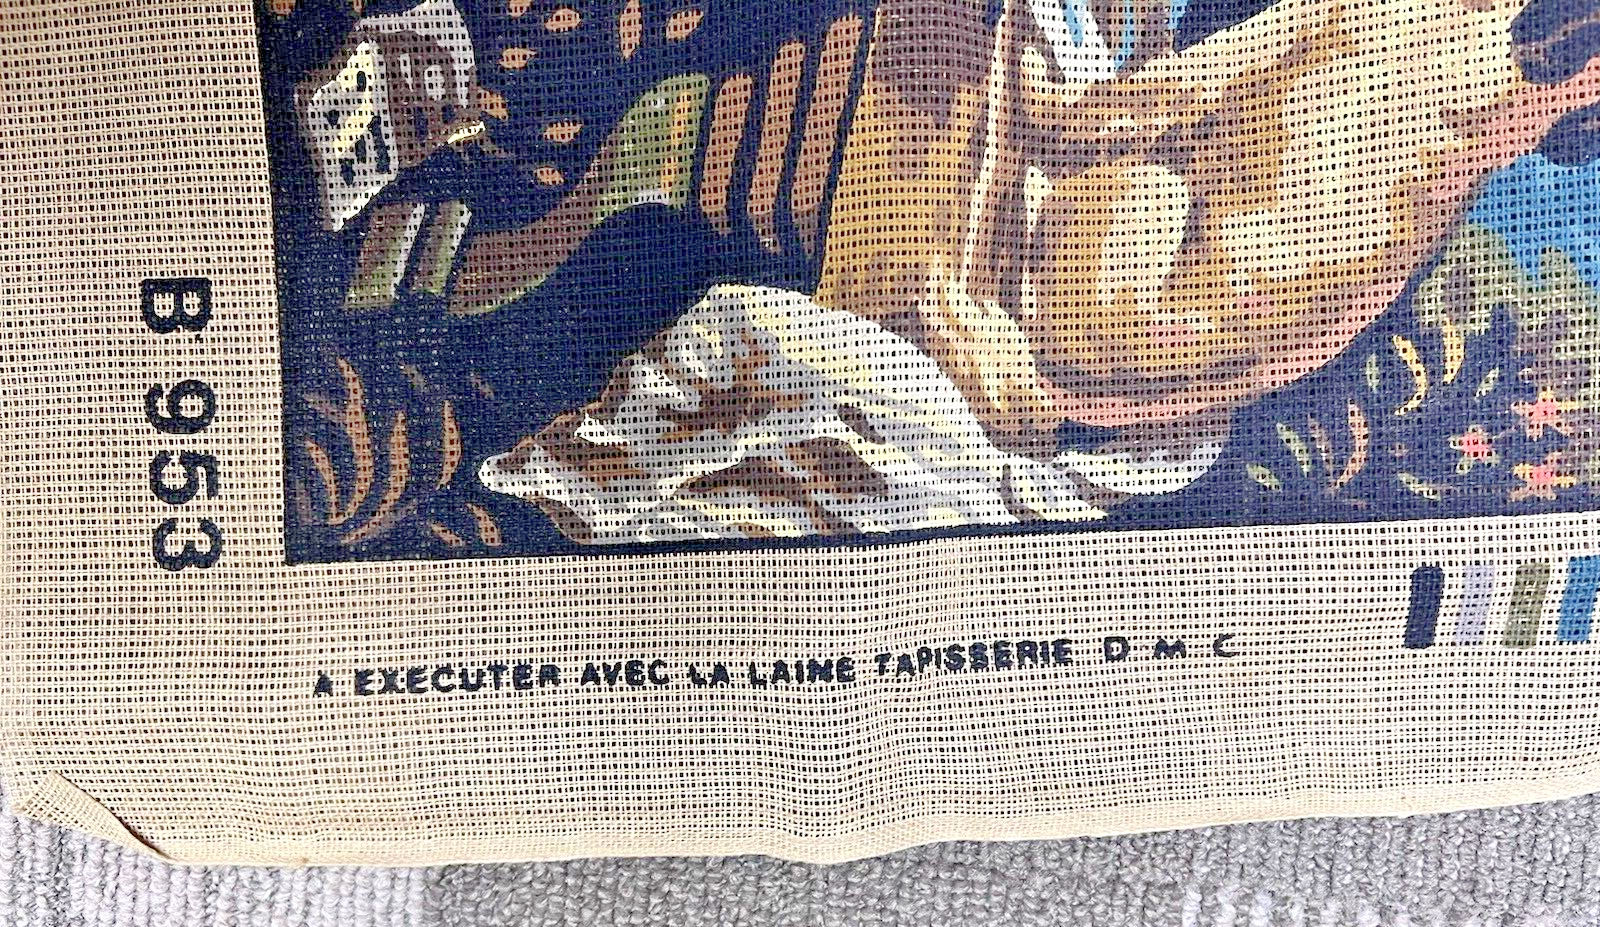 B 953
A EXECUTER AVEC LA LAINE TAPISSERIE D M C